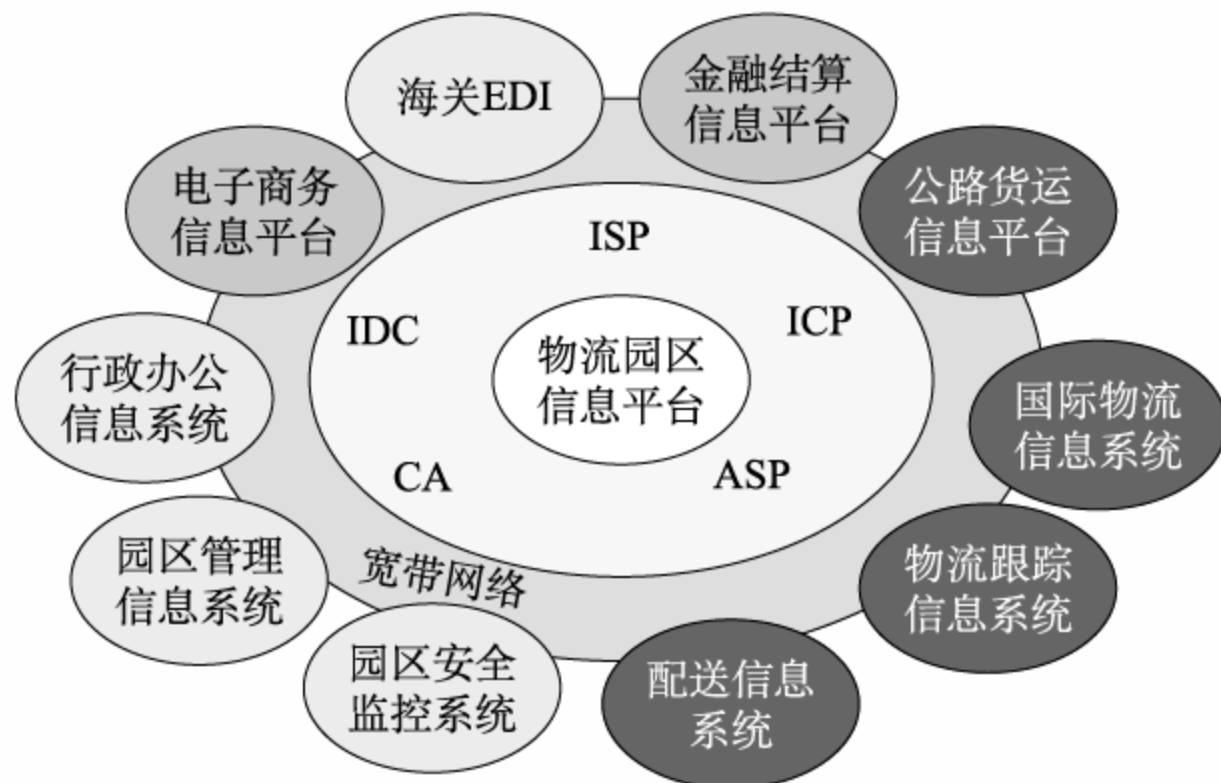 海关EDI
金融结算
信息平台
电子商务
信息平台
公路货运
信息平台
ISP
IDC
ICP
物流园区
信息平台
行政办公
信息系统
国际物流
信息系统
CA
ASP
园区管理
信息系统
宽带网络
物流跟踪
信息系统
园区安全
监控系统
配送信息
系统